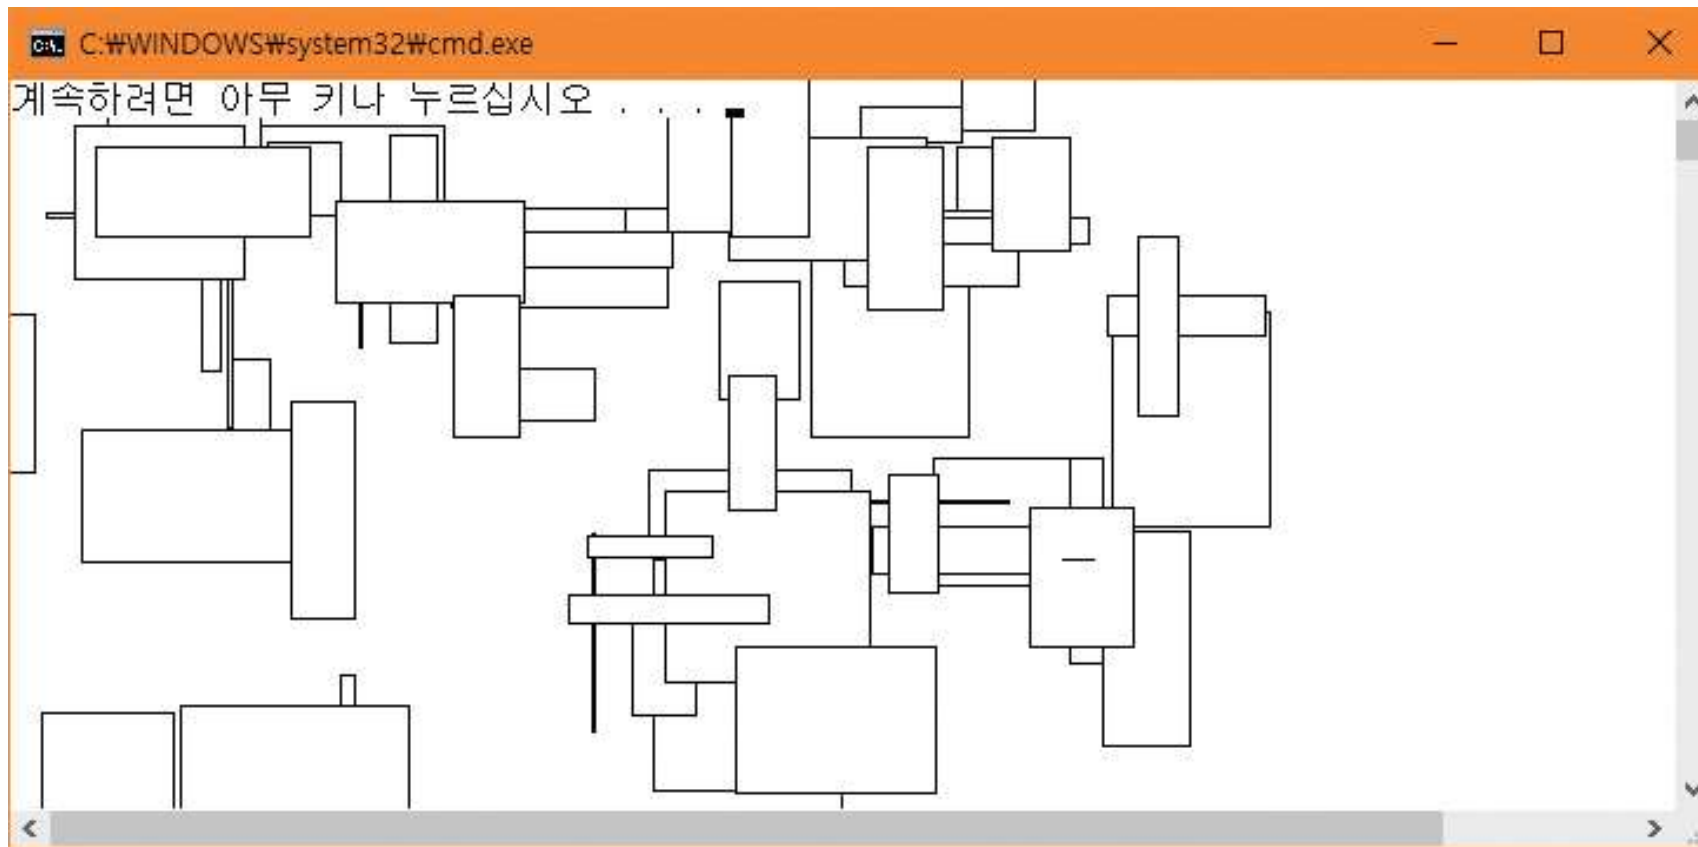 C:₩WINDOWS₩system32₩cmd.exe
계속하려면 아무 키나 누르십시오 . . .